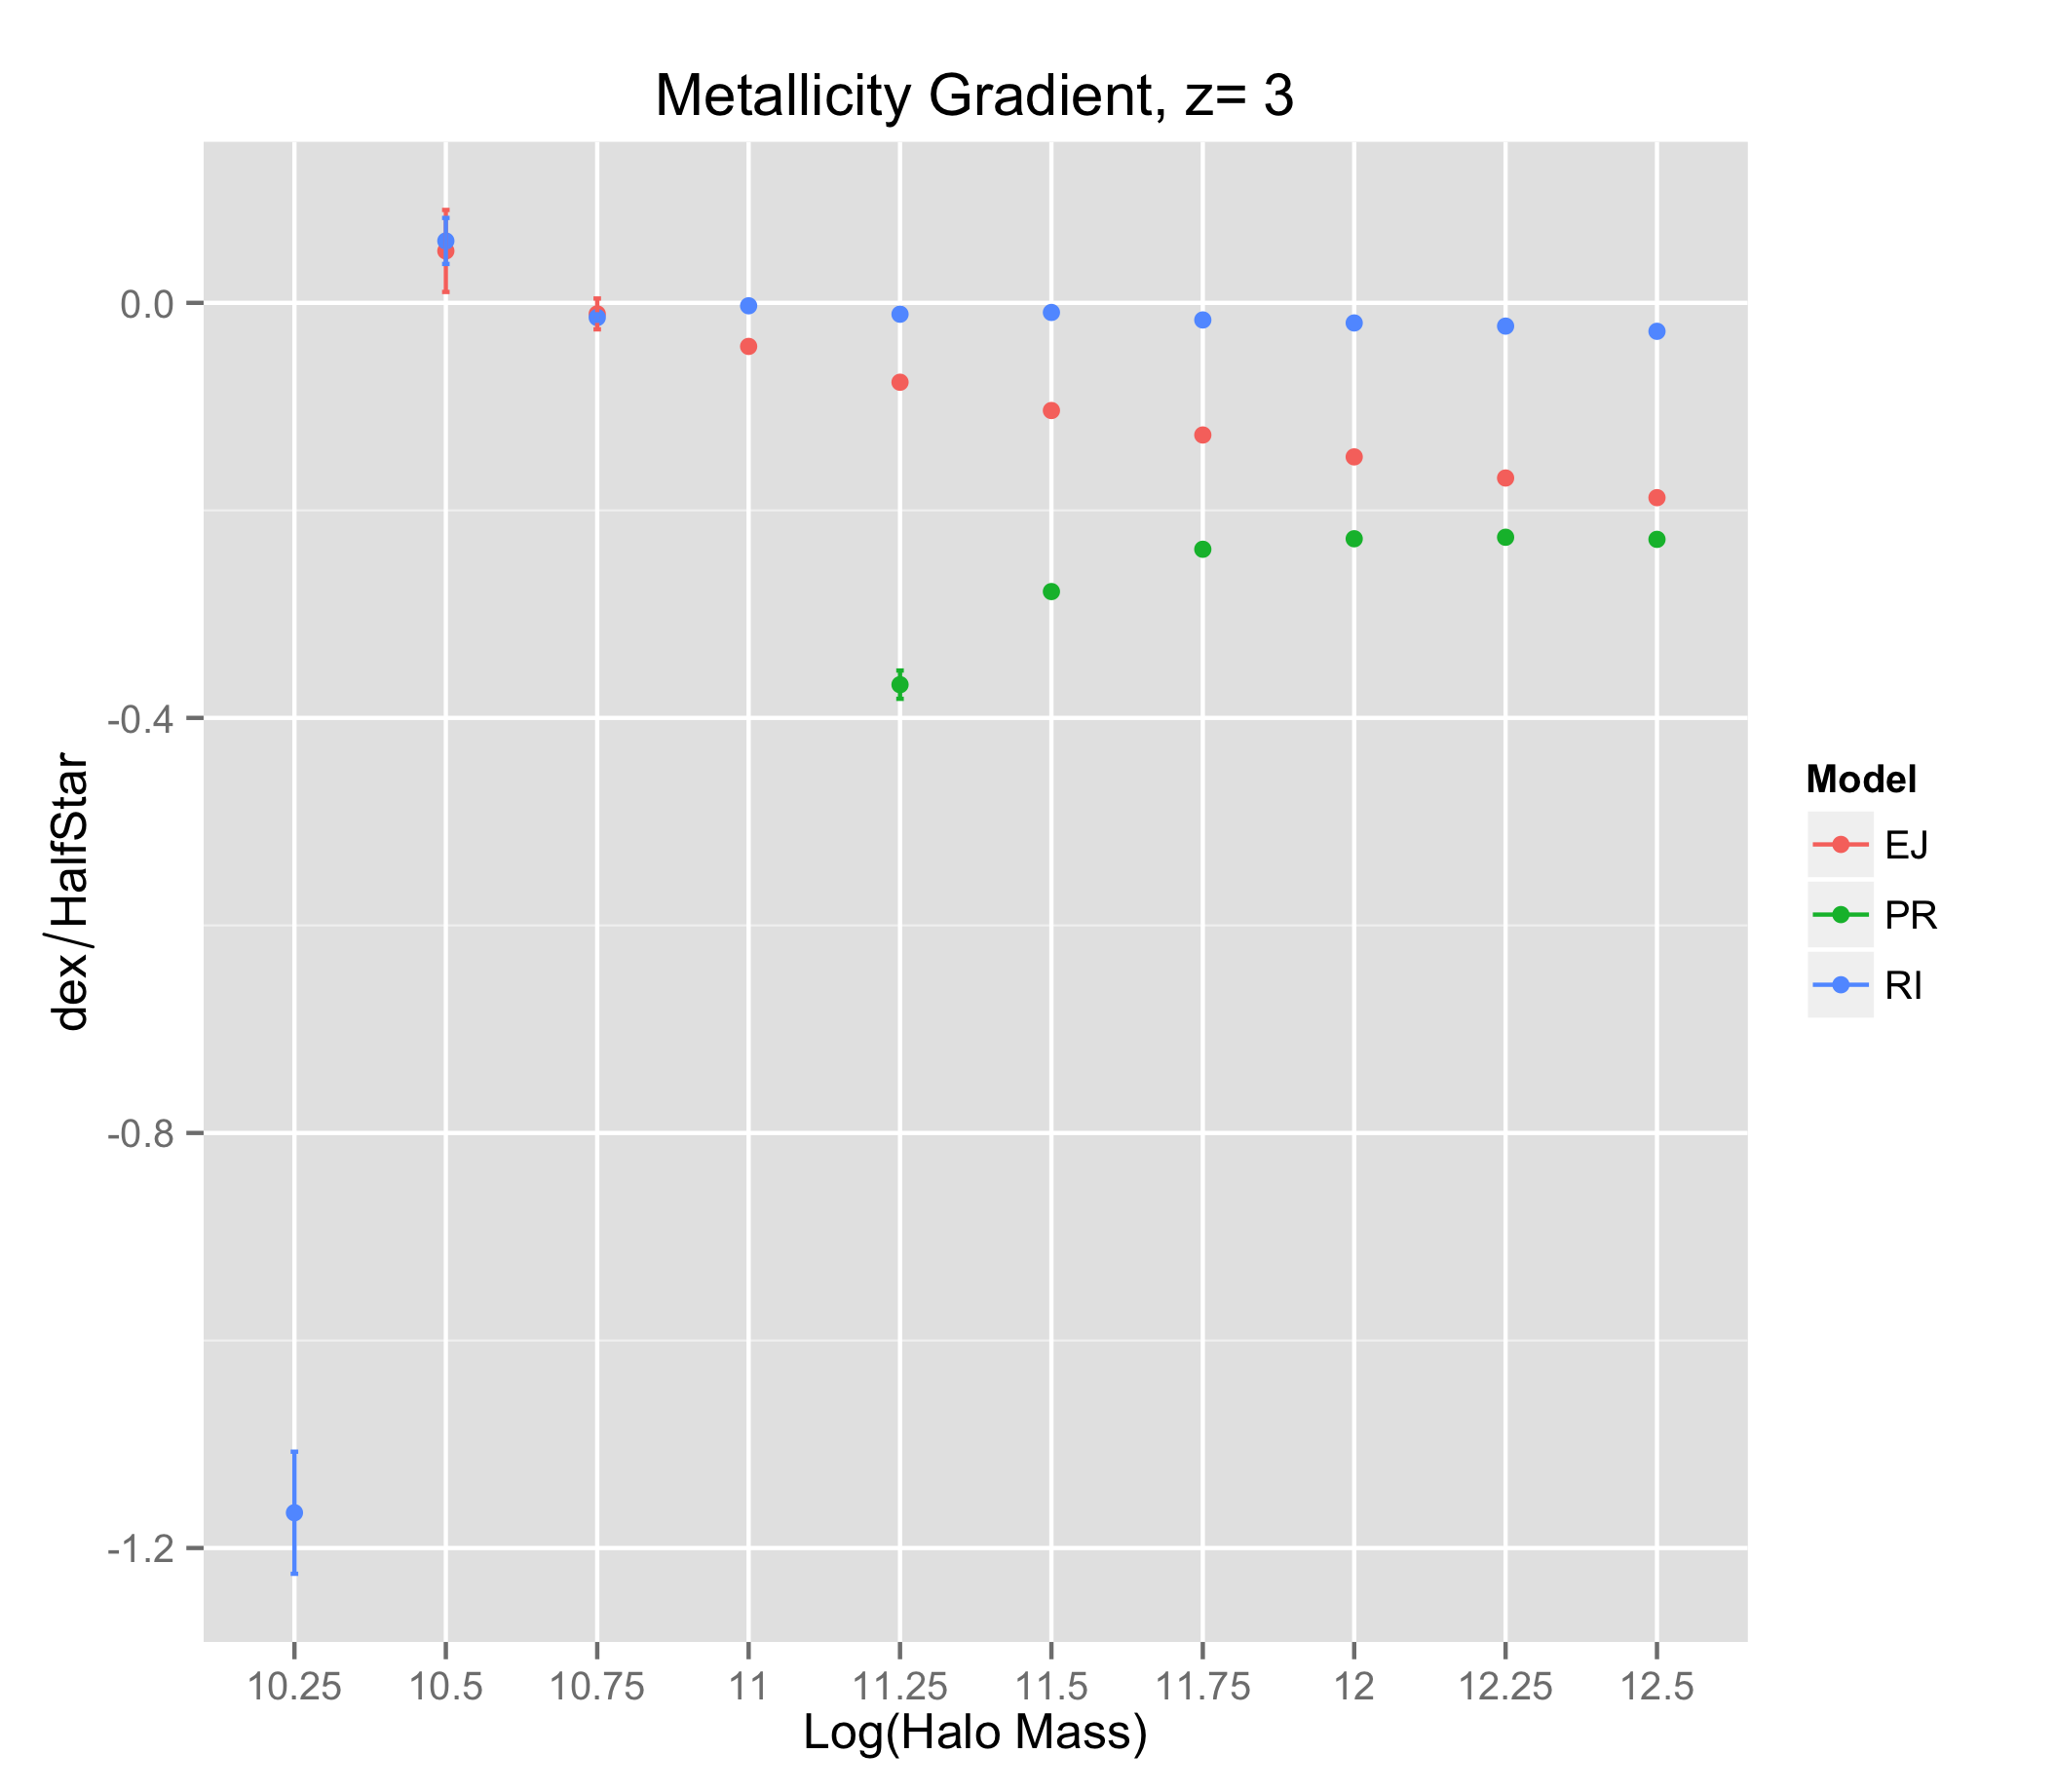 Metallicity Gradient, z= 3
dex/HalfStar
0.0
-0.4
-0.8
-1.2
10.25 10.5 10.75 11 11.25 11.5 11.75 12 12.25 12.5
Log(Halo Mass)
Model
EJ
PR
RI